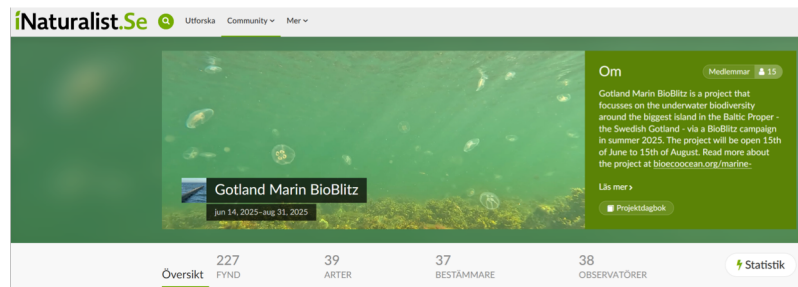 iNaturalist.Se Utforska Community Mer
Om Medlemmar 15
Gotland Marin BioBlitz is a project that
focusses on the underwater biodiversity
around the biggest island in the Baltic Proper -
the Swedish Gotland - via a BioBlitz campaign
in summer 2025. The project will be open 15th
of June to 15th of August. Read more about
the project at bioecoocean.org/marine-
Läs mer
Projektdagbok
Gotland Marin BioBlitz
jun 14, 2025–aug 31, 2025
Översikt
227
FYND
39
ARTER
37
BESTÄMMARE
38
OBSERVATÖRER
Statistik